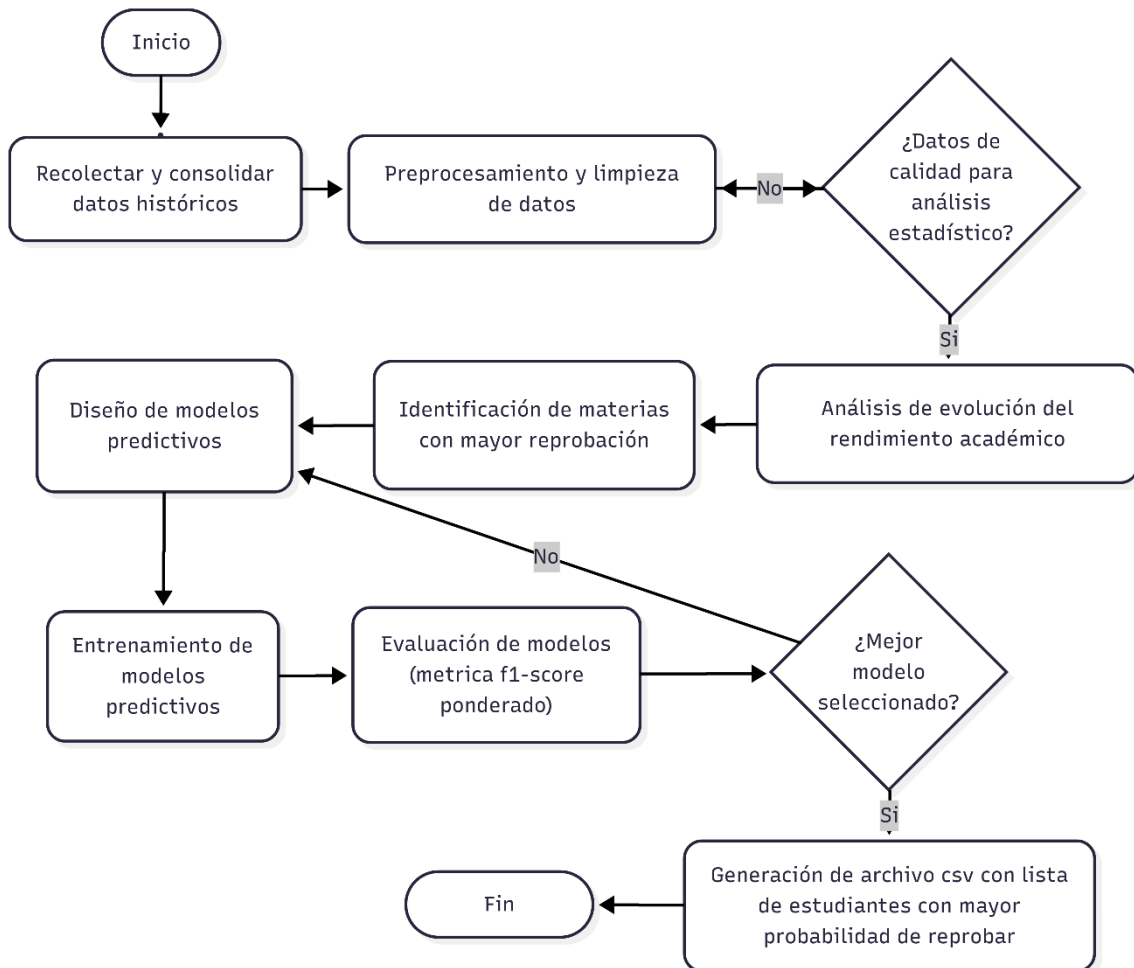 Inicio
Recolectar y consolidar
datos históricos
Preprocesamiento y limpieza
de datos
No
¿Datos de
calidad para
análisis
estadístico?
Si
Análisis de evolución del
rendimiento académico
Identificación de materias
con mayor reprobación
Diseño de modelos
predictivos
No
Entrenamiento de
modelos
predictivos
Evaluación de modelos
(metrica f1-score
ponderado)
¿Mejor
modelo
seleccionado?
Si
Generación de archivo csv con lista
de estudiantes con mayor
probabilidad de reprobar
Fin